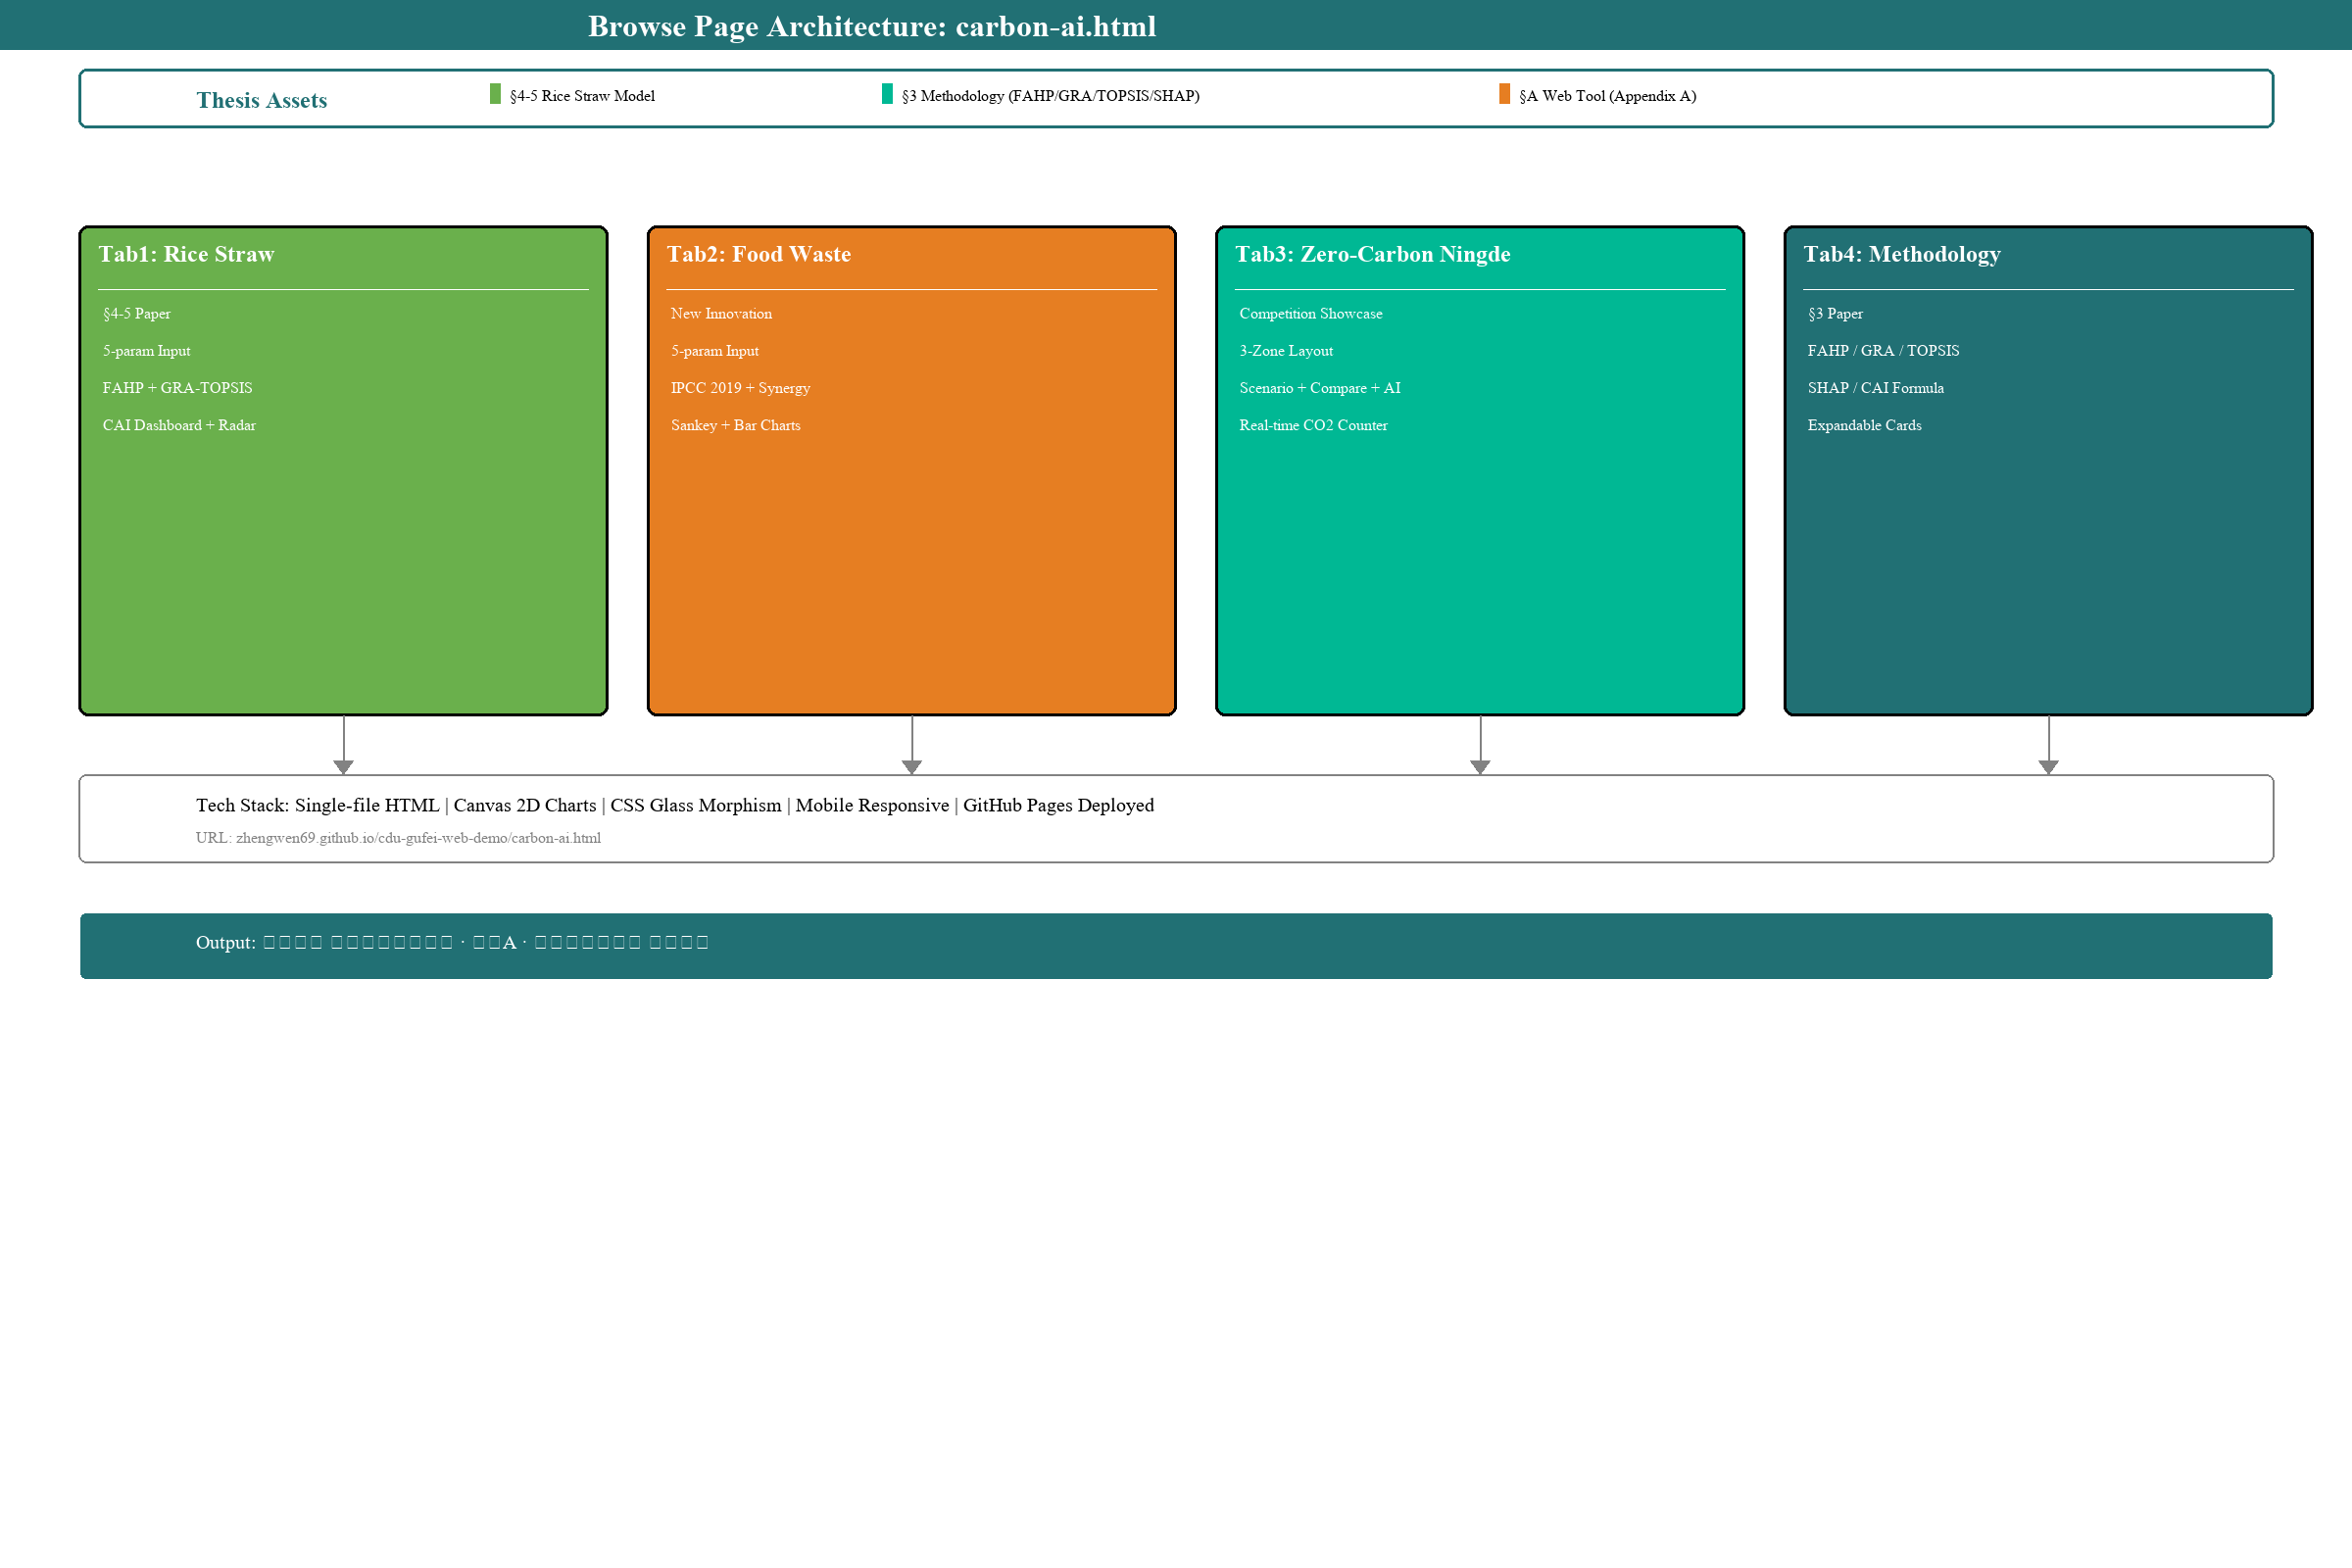 Browse Page Architecture: carbon-ai.html
Thesis Assets
§4-5 Rice Straw Model
§3 Methodology (FAHP/GRA/TOPSIS/SHAP)
§A Web Tool (Appendix A)
Tab1: Rice Straw
§4-5 Paper
5-param Input
FAHP + GRA-TOPSIS
CAI Dashboard + Radar
Tab2: Food Waste
New Innovation
5-param Input
IPCC 2019 + Synergy
Sankey + Bar Charts
Tab3: Zero-Carbon Ningde
Competition Showcase
3-Zone Layout
Scenario + Compare + AI
Real-time CO2 Counter
Tab4: Methodology
§3 Paper
FAHP / GRA / TOPSIS
SHAP / CAI Formula
Expandable Cards
Tech Stack: Single-file HTML | Canvas 2D Charts | CSS Glass Morphism | Mobile Responsive | GitHub Pages Deployed
URL: zhengwen69.github.io/cdu-gufei-web-demo/carbon-ai.html
Output: · A ·